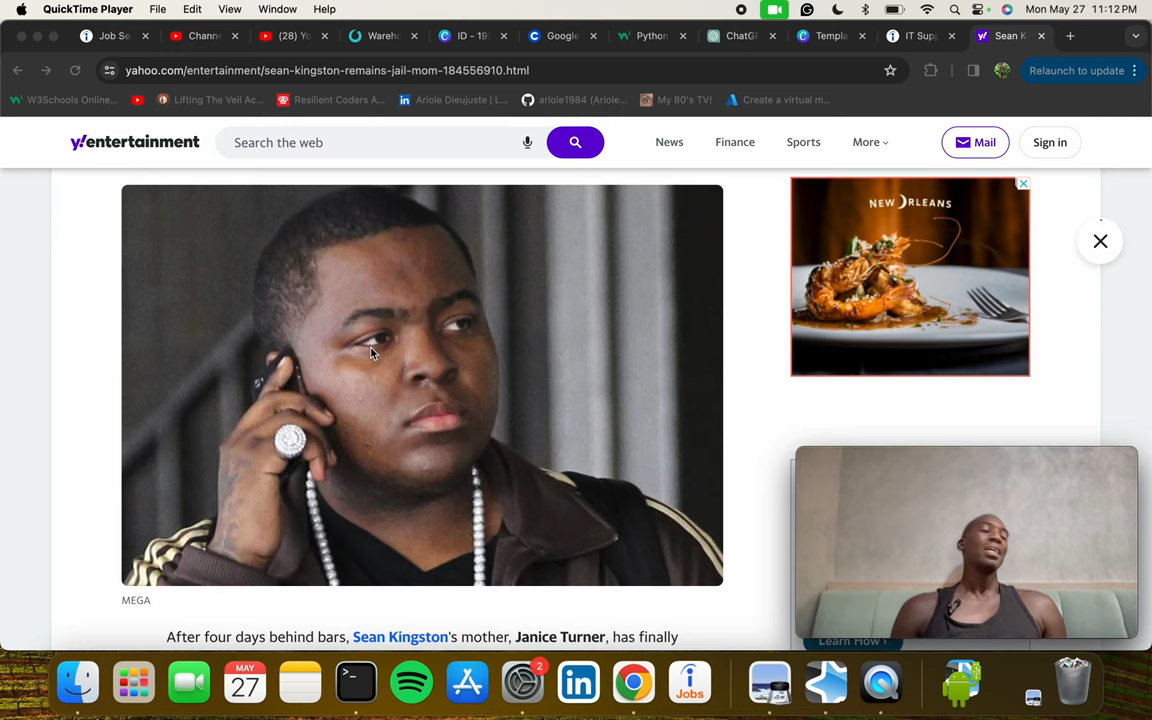 QuickTime Player File Edit View Window Help Mon May 27 11:12 PM
Job Se Chann (28) Yo Wareh ID - 19 Google Python ChatGP Templa IT Supp Sean K
yahoo.com/entertainment/sean-kingston-remains-jail-mom-184556910.html Relaunch to update
W3Schools Online... Lifting The Veil Ac... Resilient Coders A... Ariole Dieujuste | L... ariole1984 (Ariole... My 80's TV! Create a virtual m...
y!entertainment Search the web News Finance Sports More Mail Sign in
NEW ORLEANS
MEGA
After four days behind bars, Sean Kingston's mother, Janice Turner, has finally
Learn How ›
MAY
27
2
Jobs